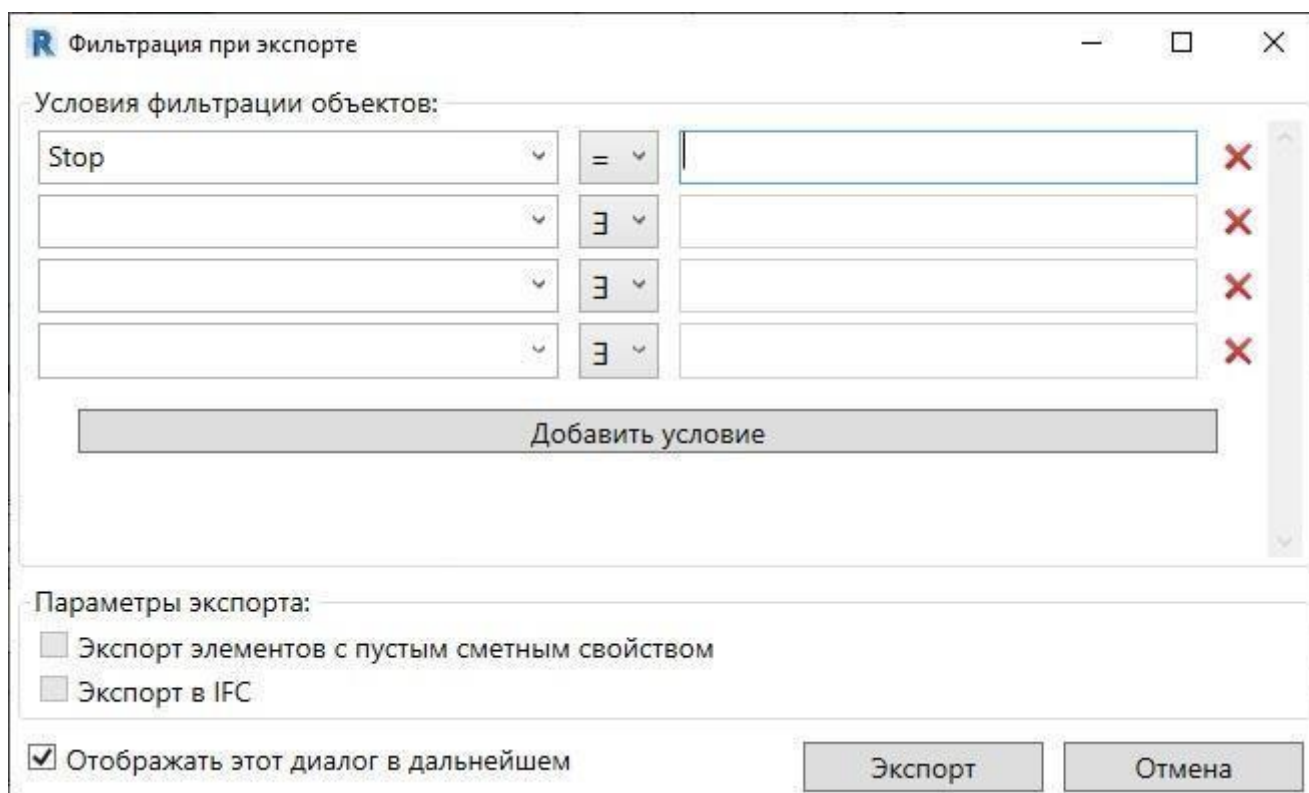 Фильтрация при экспорте
Условия фильтрации объектов:
Stop =
∃
∃
∃
Добавить условие
Параметры экспорта:
Экспорт элементов с пустым сметным свойством
Экспорт в IFC
Отображать этот диалог в дальнейшем
Экспорт Отмена